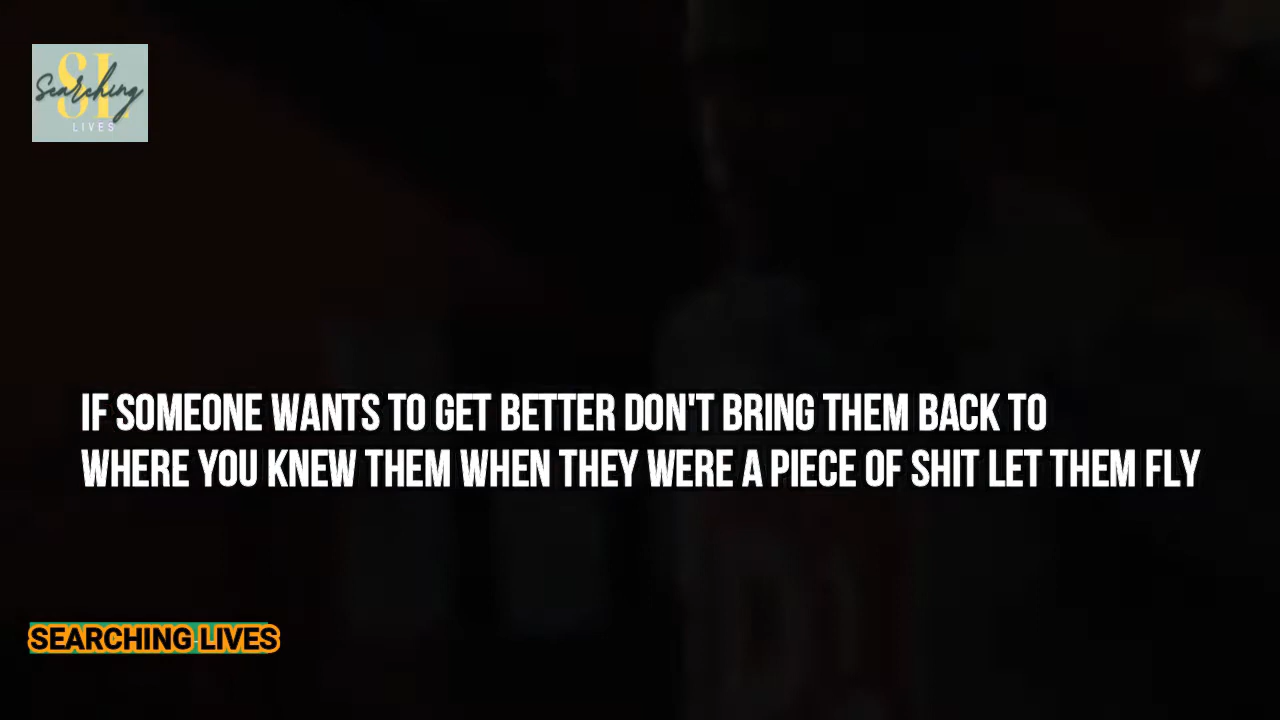 SL
Searching
LIVES
IF SOMEONE WANTS TO GET BETTER DON'T BRING THEM BACK TO
WHERE YOU KNEW THEM WHEN THEY WERE A PIECE OF SHIT LET THEM FLY
SEARCHING LIVES